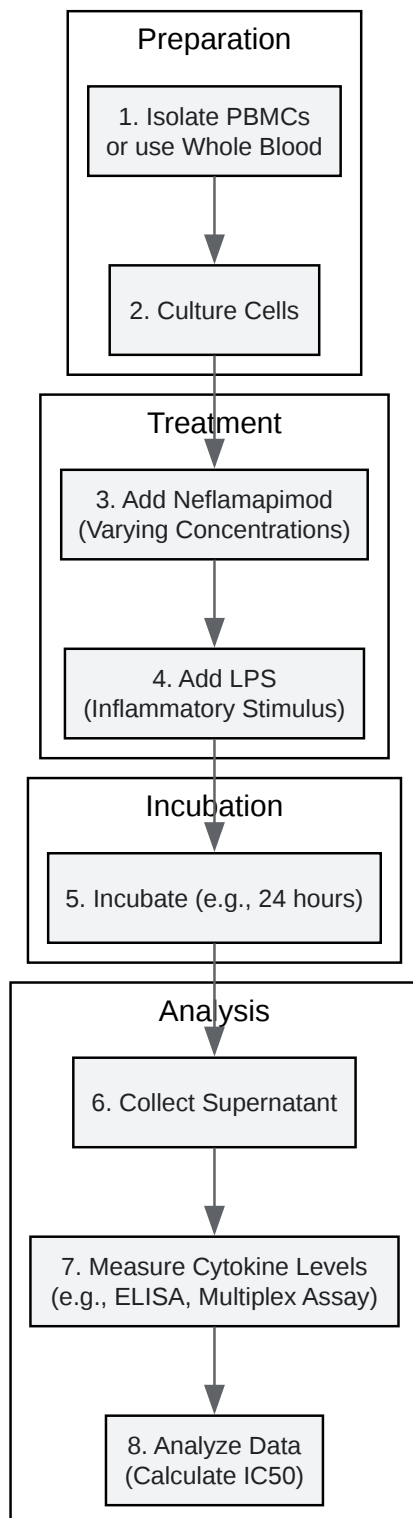 Preparation
1. Isolate PBMCs
or use Whole Blood
2. Culture Cells
Treatment
3. Add Neflamapimod
(Varying Concentrations)
4. Add LPS
(Inflammatory Stimulus)
Incubation
5. Incubate (e.g., 24 hours)
Analysis
6. Collect Supernatant
7. Measure Cytokine Levels
(e.g., ELISA, Multiplex Assay)
8. Analyze Data
(Calculate IC50)